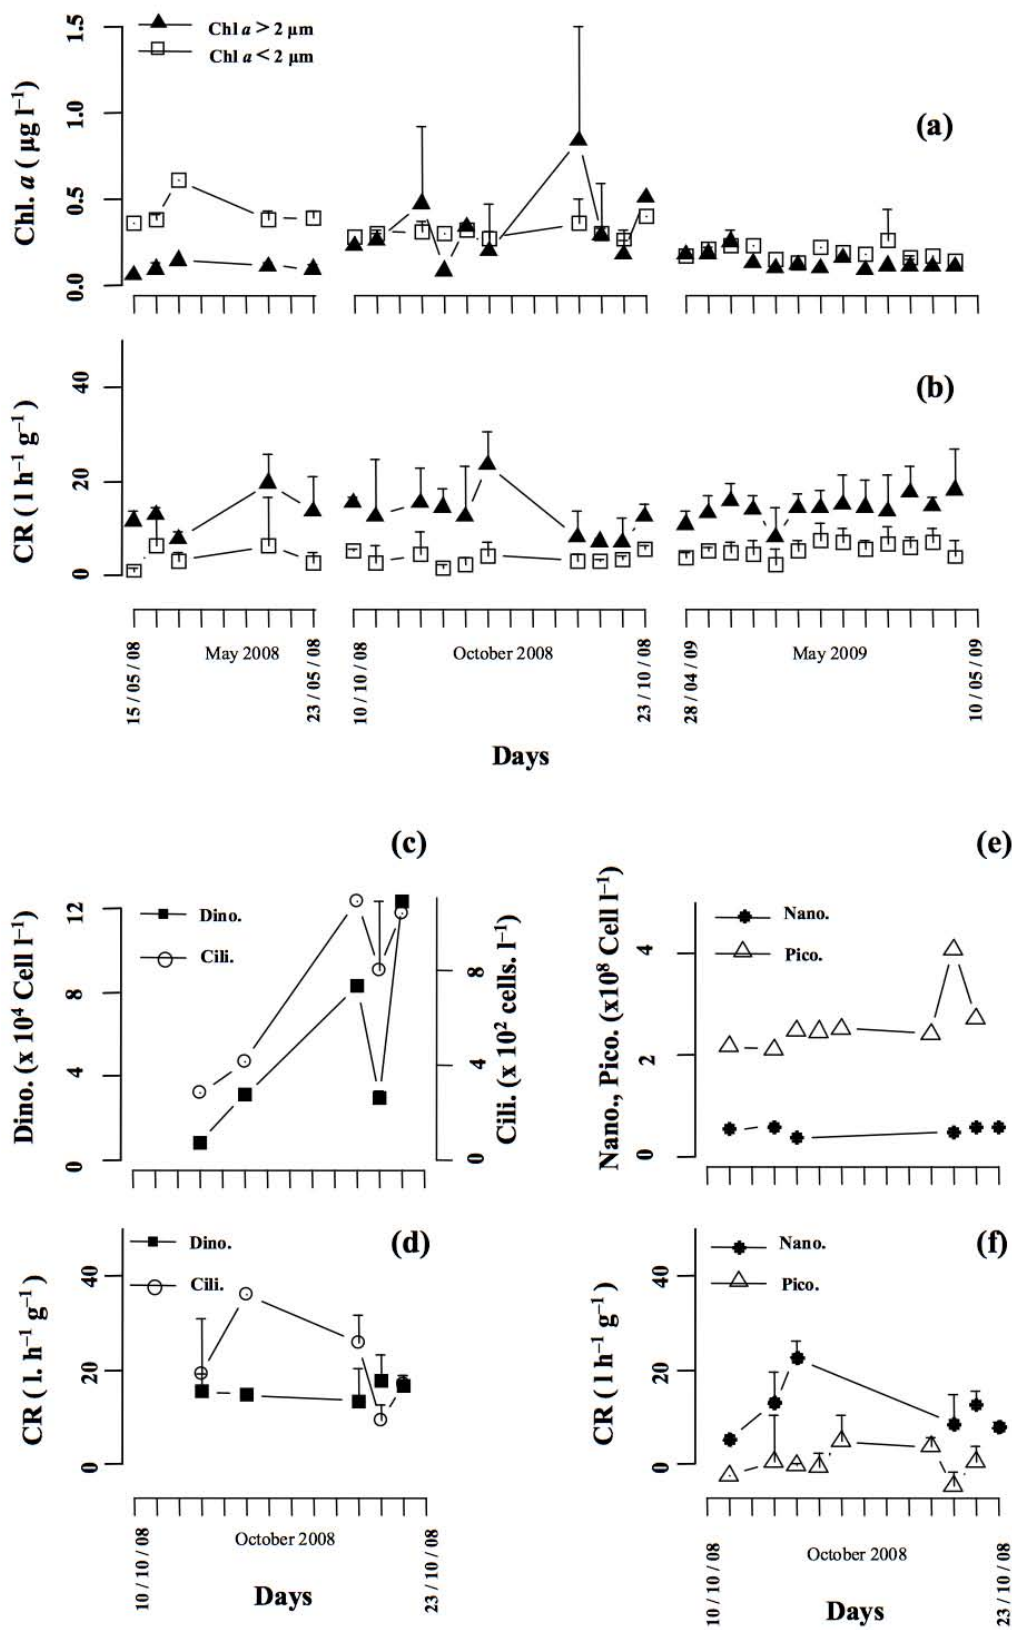 Chl a > 2 µm
Chl a < 2 µm
(a)
Chl. a ( µg l⁻¹)
1.5
1.0
0.5
0.0
(b)
CR ( l h⁻¹ g⁻¹ )
40
20
0
15 / 05 / 08
May 2008
23 / 05 / 08
10 / 10 / 08
October 2008
23 / 10 / 08
28 / 04 / 09
May 2009
10 / 05 / 09
Days
(c)
Dino. (x 10⁴ Cell l⁻¹)
12
8
4
0
Dino.
Cili.
8
4
0
Cili. (x 10² cells. l⁻¹)
(e)
Nano., Pico. (x10⁸ Cell l⁻¹)
4
2
0
Nano.
Pico.
(d)
CR ( l. h⁻¹ g⁻¹ )
40
20
0
Dino.
Cili.
10 / 10 / 08
October 2008
23 / 10 / 08
Days
(f)
CR ( l h⁻¹ g⁻¹ )
40
20
0
Nano.
Pico.
10 / 10 / 08
October 2008
23 / 10 / 08
Days